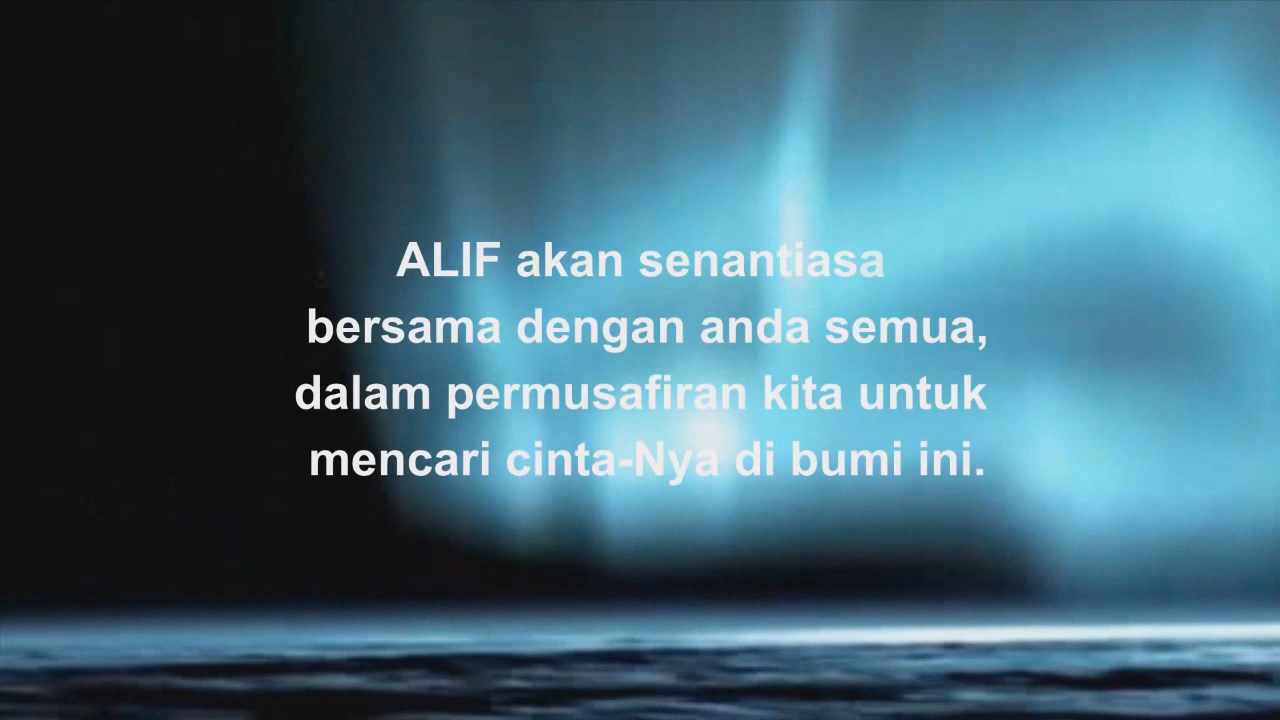 ALIF akan senantiasa
bersama dengan anda semua,
dalam permusafiran kita untuk
mencari cinta-Nya di bumi ini.